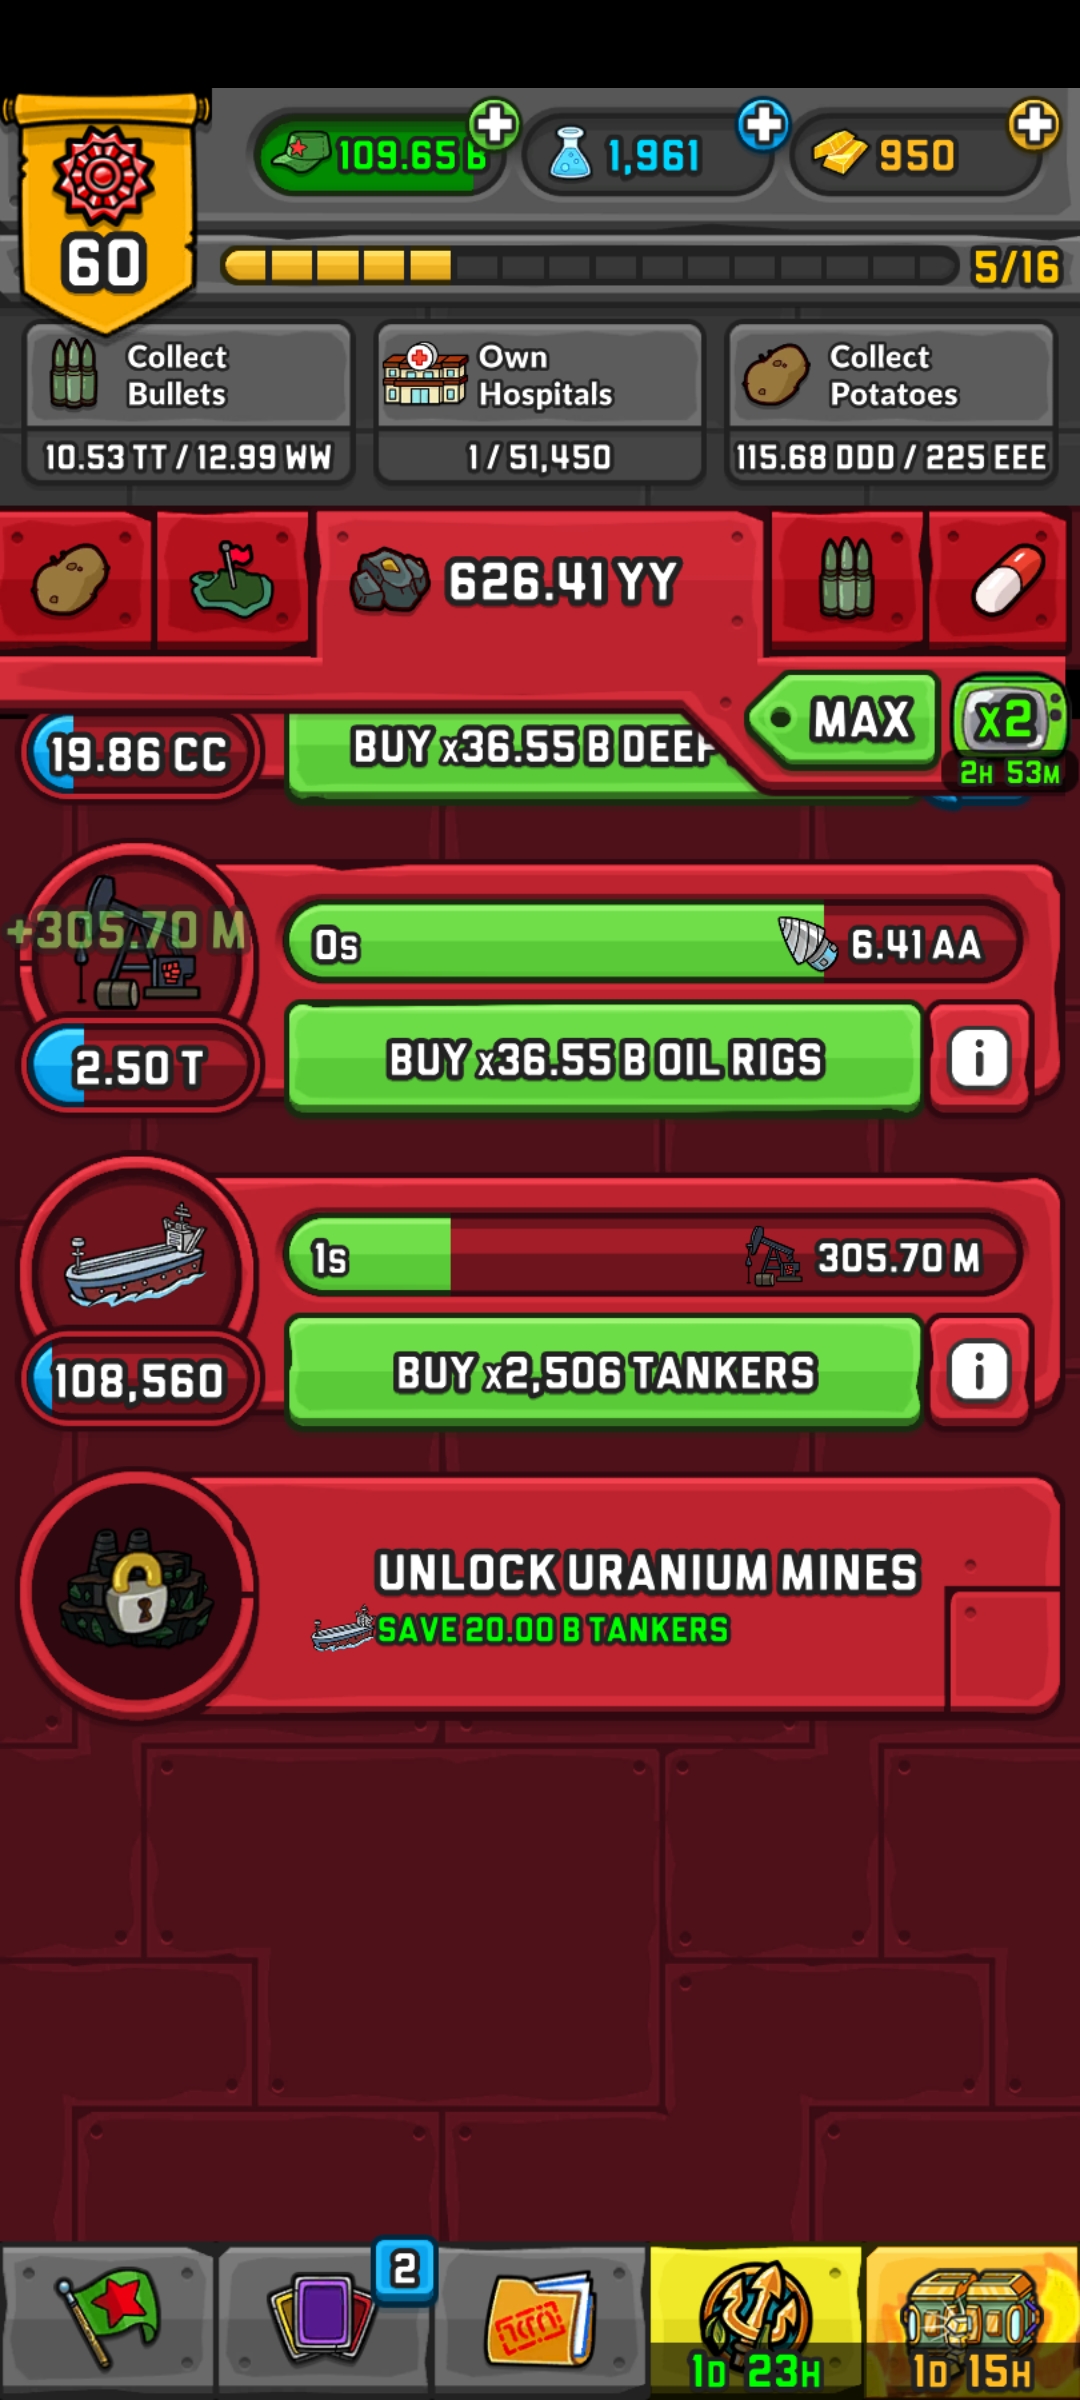 109.65 B
1,961
950
60
5/16
Collect
Bullets
10.53 TT / 12.99 WW
Own
Hospitals
1 / 51,450
Collect
Potatoes
115.68 DDD / 225 EEE
626.41 YY
MAX
x2
2H 53M
19.86 CC
BUY x36.55 B DEEP
+305.70 M
0s
6.41 AA
2.50 T
BUY x36.55 B OIL RIGS
i
1s
305.70 M
108,560
BUY x2,506 TANKERS
i
UNLOCK URANIUM MINES
SAVE 20.00 B TANKERS
2
1D 23H
1D 15H